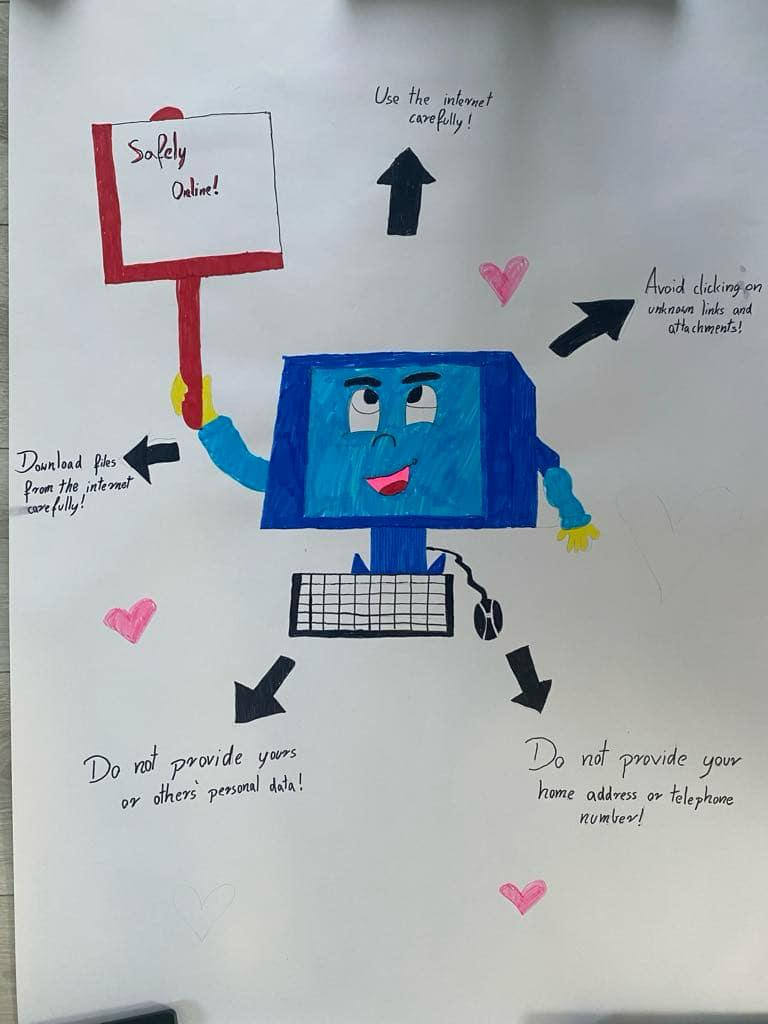 Use the internet
carefully!
Safely
Online!
Avoid clicking on
unknown links and
attachments!
Download files
from the internet
carefully!
Do not provide yours
or others' personal data!
Do not provide your
home address or telephone
number!